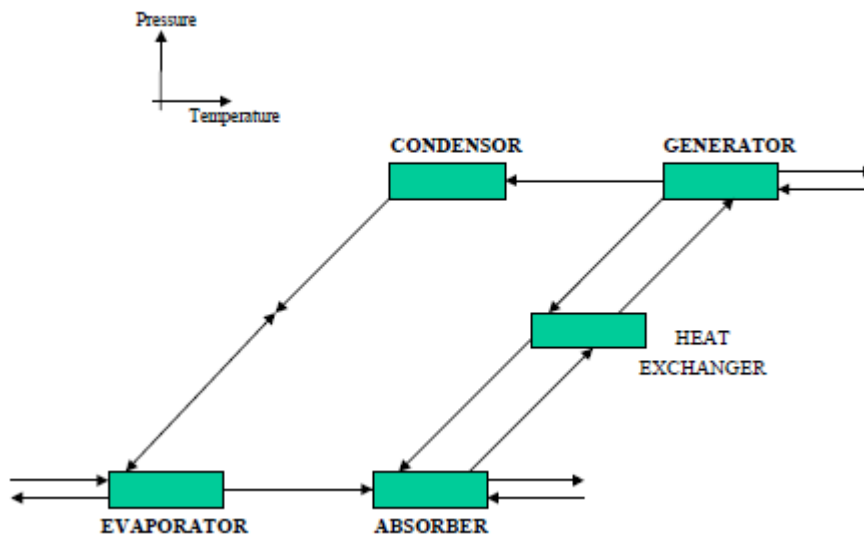 Pressure
Temperature
CONDENSOR
GENERATOR
HEAT
EXCHANGER
EVAPORATOR
ABSORBER